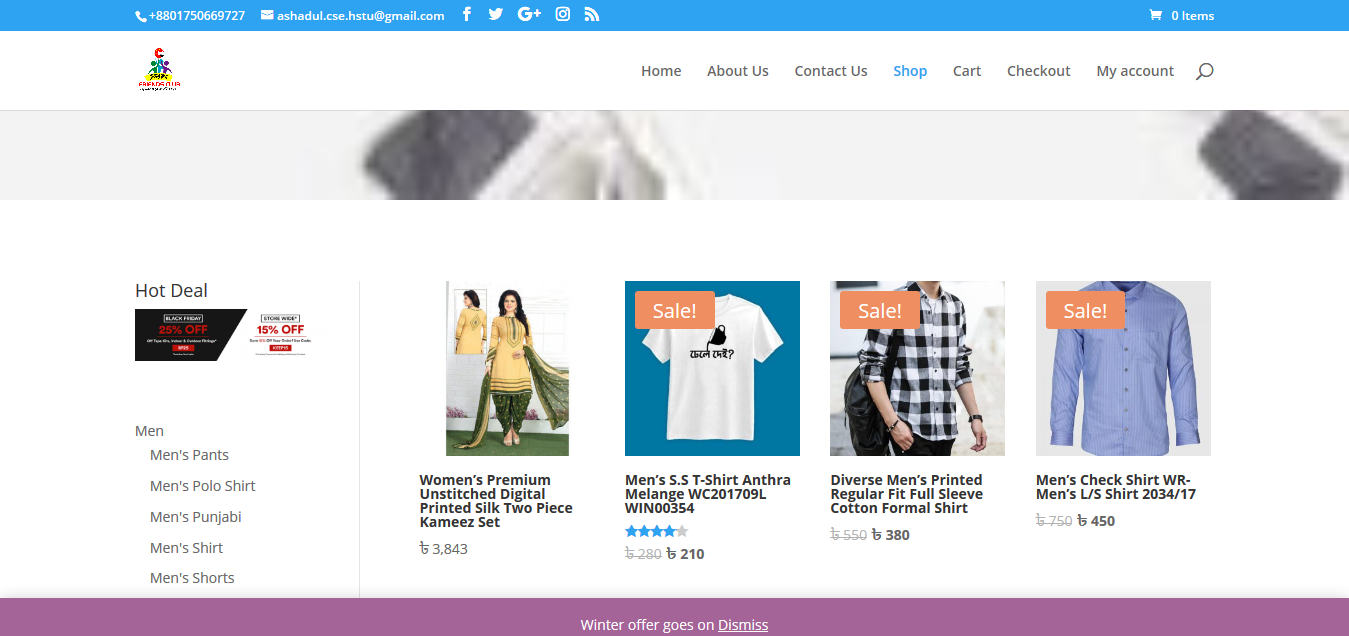 +8801750669727 ashadul.cse.hstu@gmail.com 0 Items
FRIENDS CLUB
Home About Us Contact Us Shop Cart Checkout My account
Hot Deal
BLACK FRIDAY
25% OFF
STORE WIDE*
15% OFF
Men
Men's Pants
Men's Polo Shirt
Men's Punjabi
Men's Shirt
Men's Shorts
Women’s Premium
Unstitched Digital
Printed Silk Two Piece
Kameez Set
৳ 3,843
Sale!
ঢেলে দেই?
Men’s S.S T-Shirt Anthra
Melange WC201709L
WIN00354
৳ 280 ৳ 210
Sale!
Diverse Men’s Printed
Regular Fit Full Sleeve
Cotton Formal Shirt
৳ 550 ৳ 380
Sale!
Men’s Check Shirt WR-
Men’s L/S Shirt 2034/17
৳ 750 ৳ 450
Winter offer goes on Dismiss